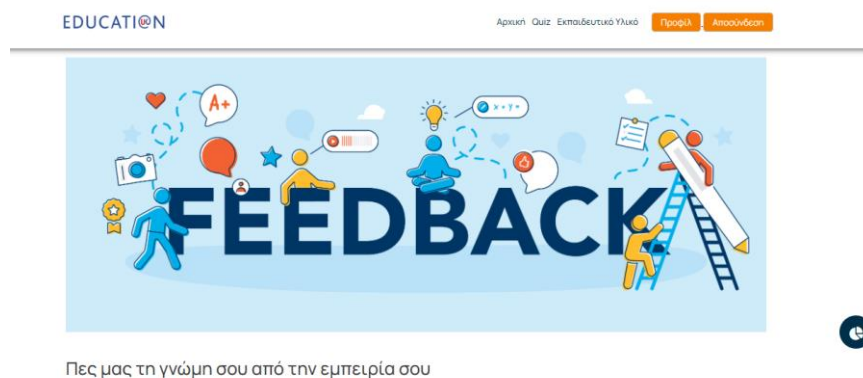 EDUCATI@N
Αρχική Quiz Εκπαιδευτικό Υλικό Προφίλ Αποσύνδεση
A+
x + y =
FEEDBACK
Πες μας τη γνώμη σου από την εμπειρία σου